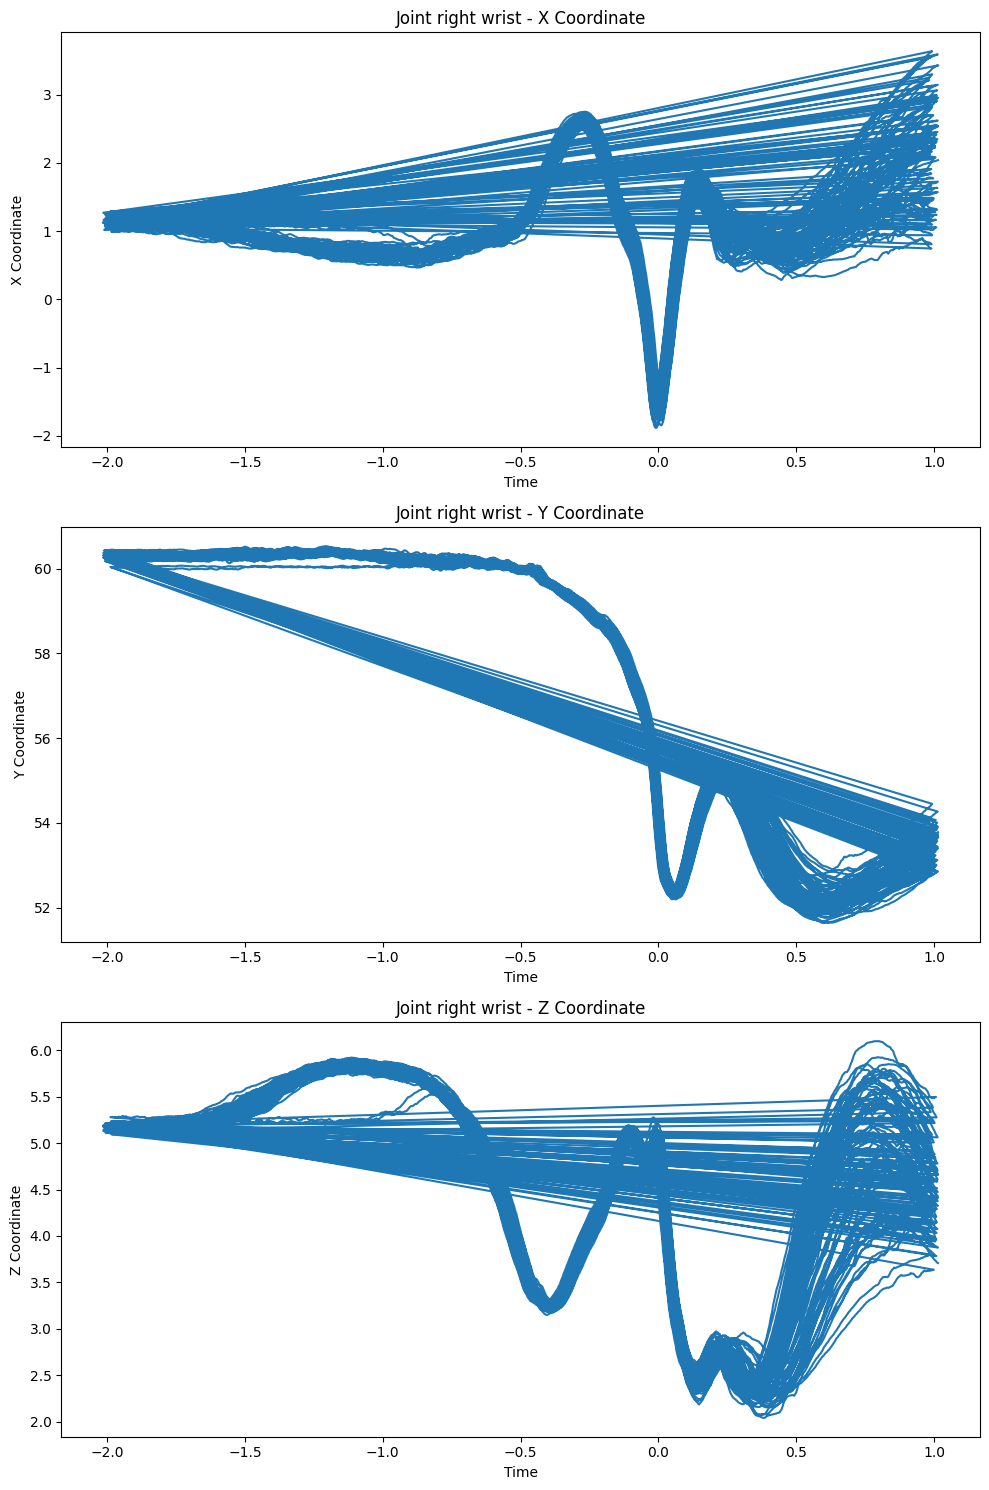 Joint right wrist - X Coordinate
3
2
1
0
−1
−2
X Coordinate
−2.0 −1.5 −1.0 −0.5 0.0 0.5 1.0
Time
Joint right wrist - Y Coordinate
60
58
56
54
52
Y Coordinate
−2.0 −1.5 −1.0 −0.5 0.0 0.5 1.0
Time
Joint right wrist - Z Coordinate
6.0
5.5
5.0
4.5
4.0
3.5
3.0
2.5
2.0
Z Coordinate
−2.0 −1.5 −1.0 −0.5 0.0 0.5 1.0
Time